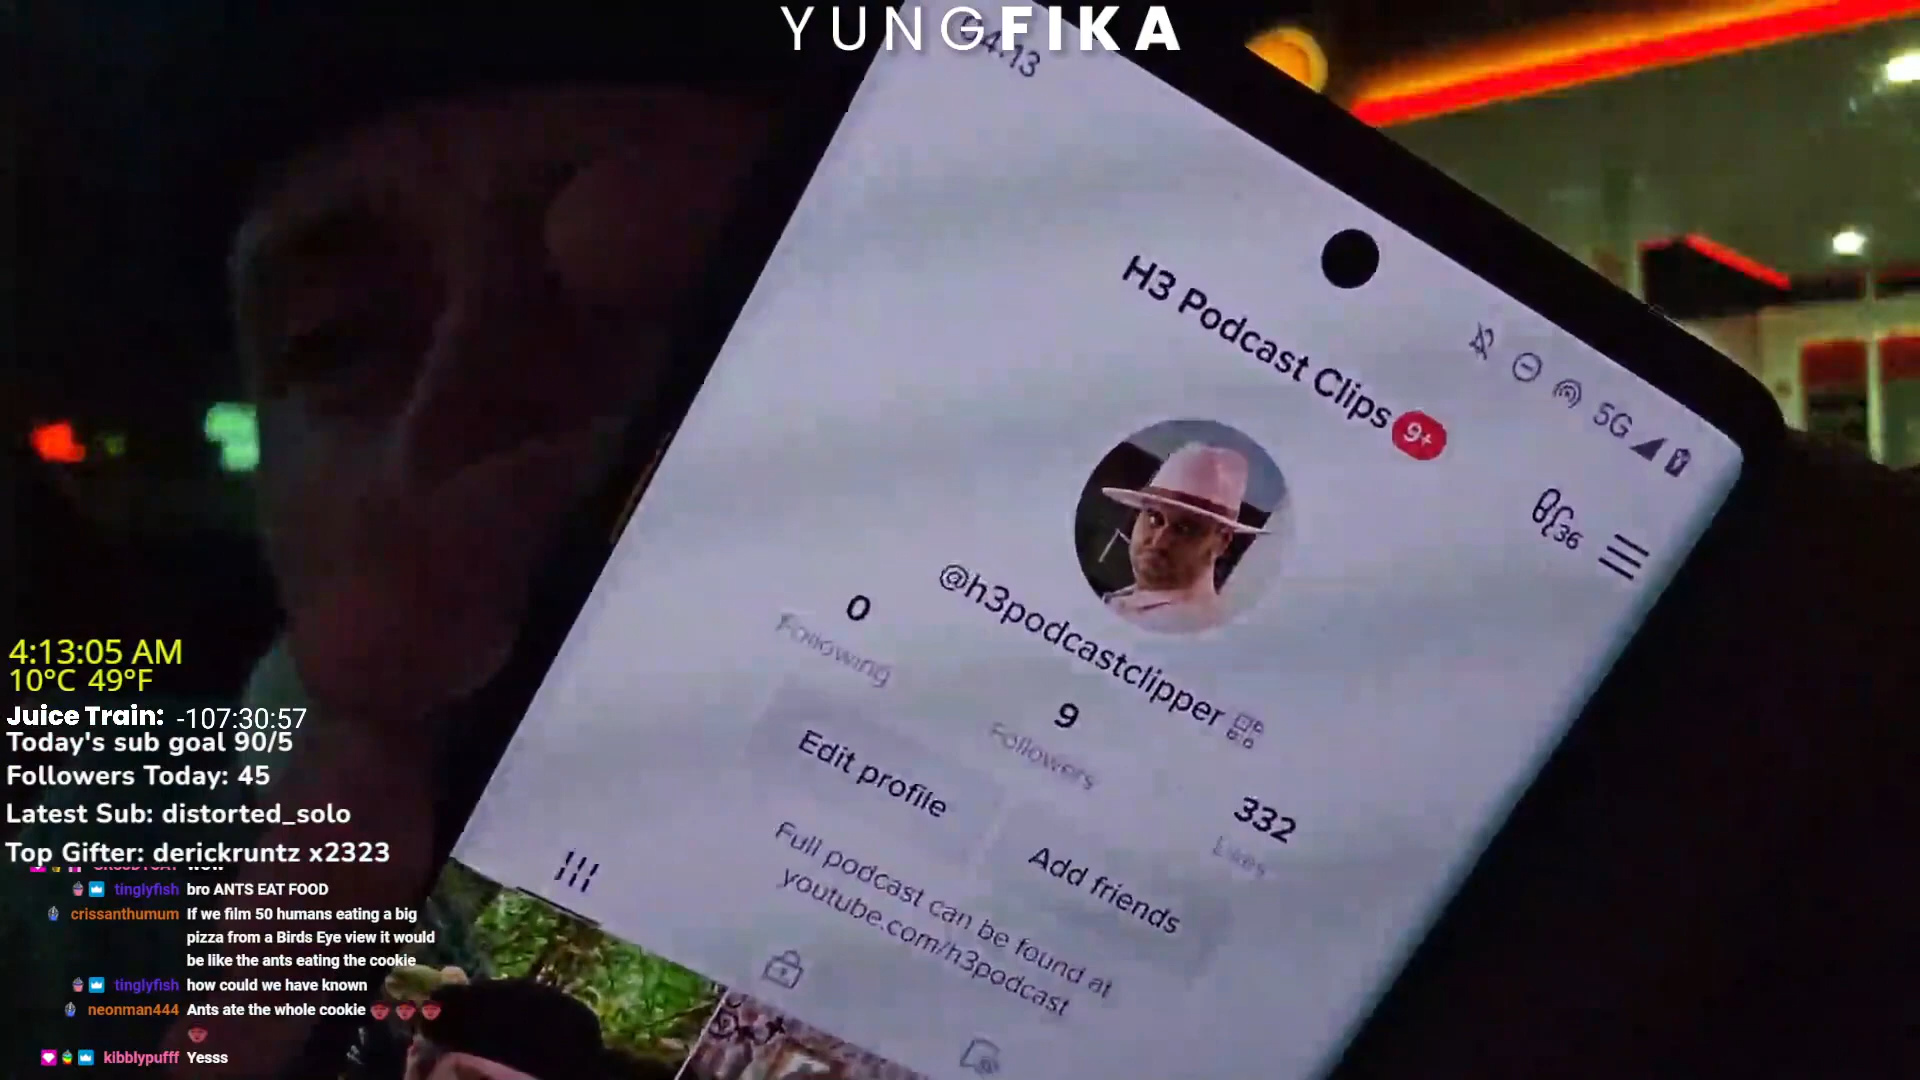 YUNGFIKA
04:13
H3 Podcast Clips 9+
5G
36
@h3podcastclipper
0
Following
9
Followers
332
Likes
Edit profile
Add friends
Full podcast can be found at
youtube.com/h3podcast
4:13:05 AM
10°C 49°F
Juice Train: -107:30:57
Today's sub goal 90/5
Followers Today: 45
Latest Sub: distorted_solo
Top Gifter: derickruntz x2323
tinglyfish bro ANTS EAT FOOD
crissanthumum If we film 50 humans eating a big
pizza from a Birds Eye view it would
be like the ants eating the cookie
tinglyfish how could we have known
neonman444 Ants ate the whole cookie
kibblypufff Yesss